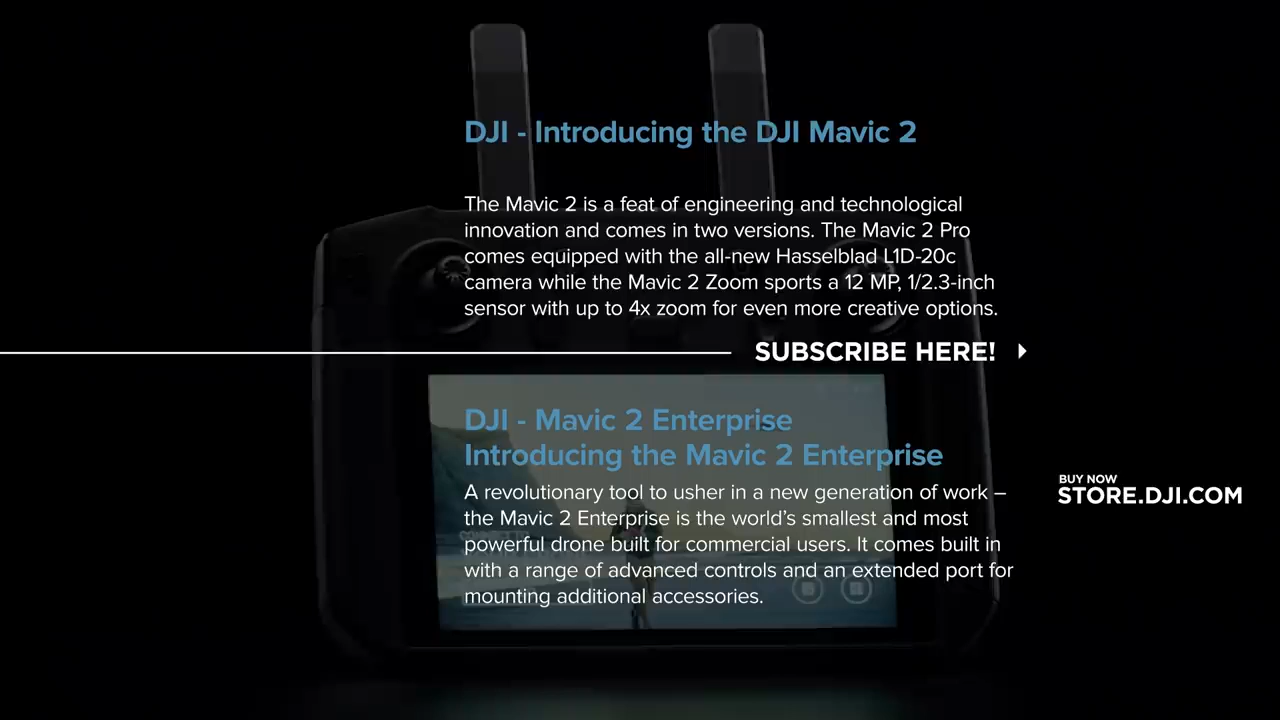 DJI - Introducing the DJI Mavic 2
The Mavic 2 is a feat of engineering and technological
innovation and comes in two versions. The Mavic 2 Pro
comes equipped with the all-new Hasselblad L1D-20c
camera while the Mavic 2 Zoom sports a 12 MP, 1/2.3-inch
sensor with up to 4x zoom for even more creative options.
SUBSCRIBE HERE!
DJI - Mavic 2 Enterprise
Introducing the Mavic 2 Enterprise
A revolutionary tool to usher in a new generation of work –
the Mavic 2 Enterprise is the world’s smallest and most
powerful drone built for commercial users. It comes built in
with a range of advanced controls and an extended port for
mounting additional accessories.
BUY NOW
STORE.DJI.COM